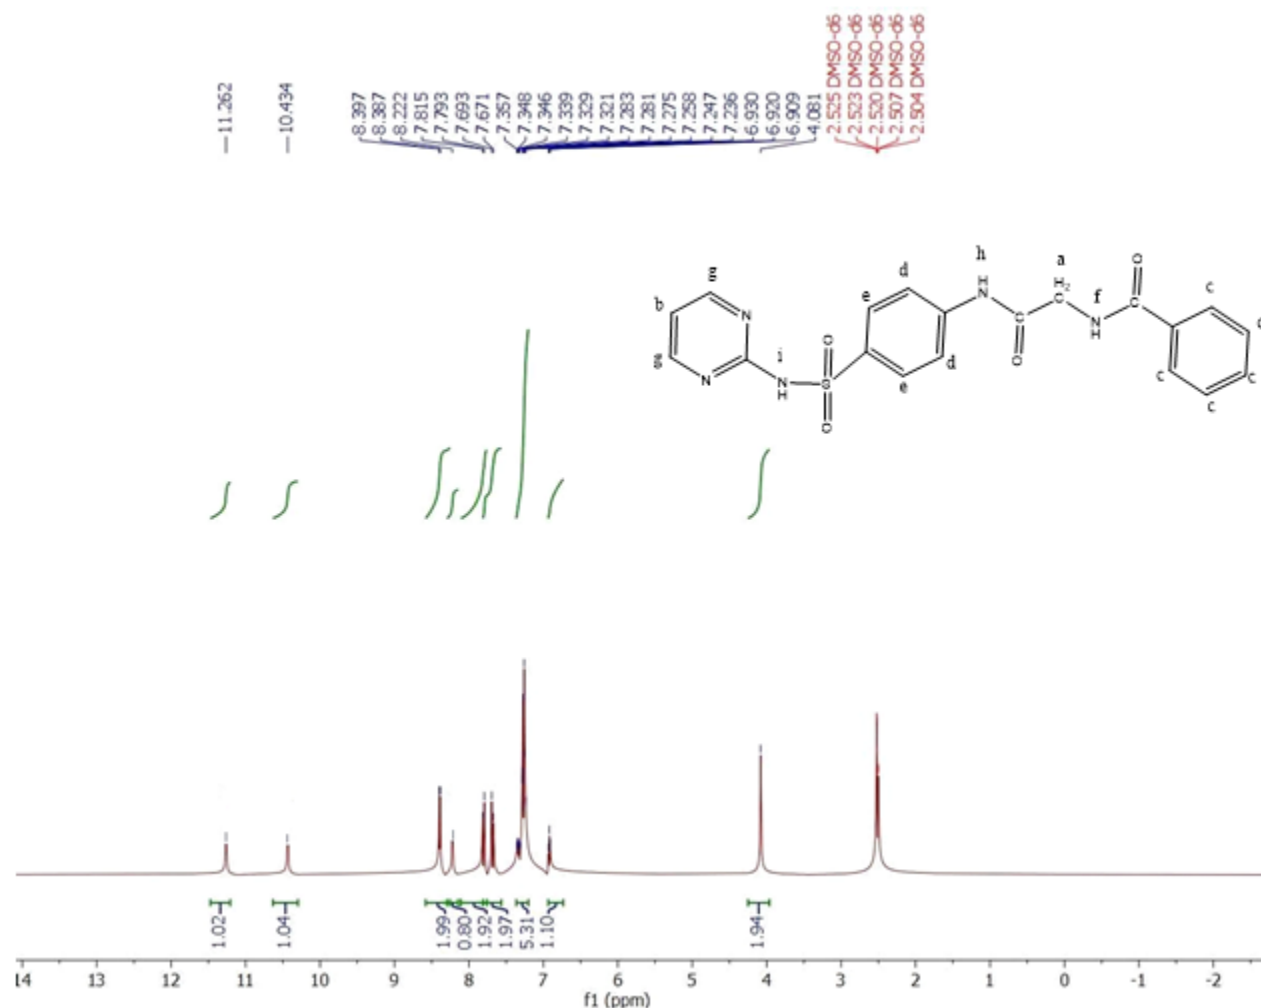 —11.262
—10.434
8.397
8.387
8.222
7.815
7.793
7.693
7.671
7.357
7.348
7.346
7.339
7.329
7.321
7.283
7.281
7.275
7.258
7.247
7.236
6.930
6.920
6.909
4.081
2.525 DMSO-d6
2.523 DMSO-d6
2.520 DMSO-d6
2.507 DMSO-d6
2.504 DMSO-d6
g
b
N
N
i
N
H
O
S
O
e
d
e
d
h
H
N
C
O
a
H2
C
f
N
H
O
C
c
c
c
c
1.02
1.04
1.99
0.80
1.92
1.97
5.31
1.10
1.94
14 13 12 11 10 9 8 7 6 5 4 3 2 1 0 -1 -2
f1 (ppm)